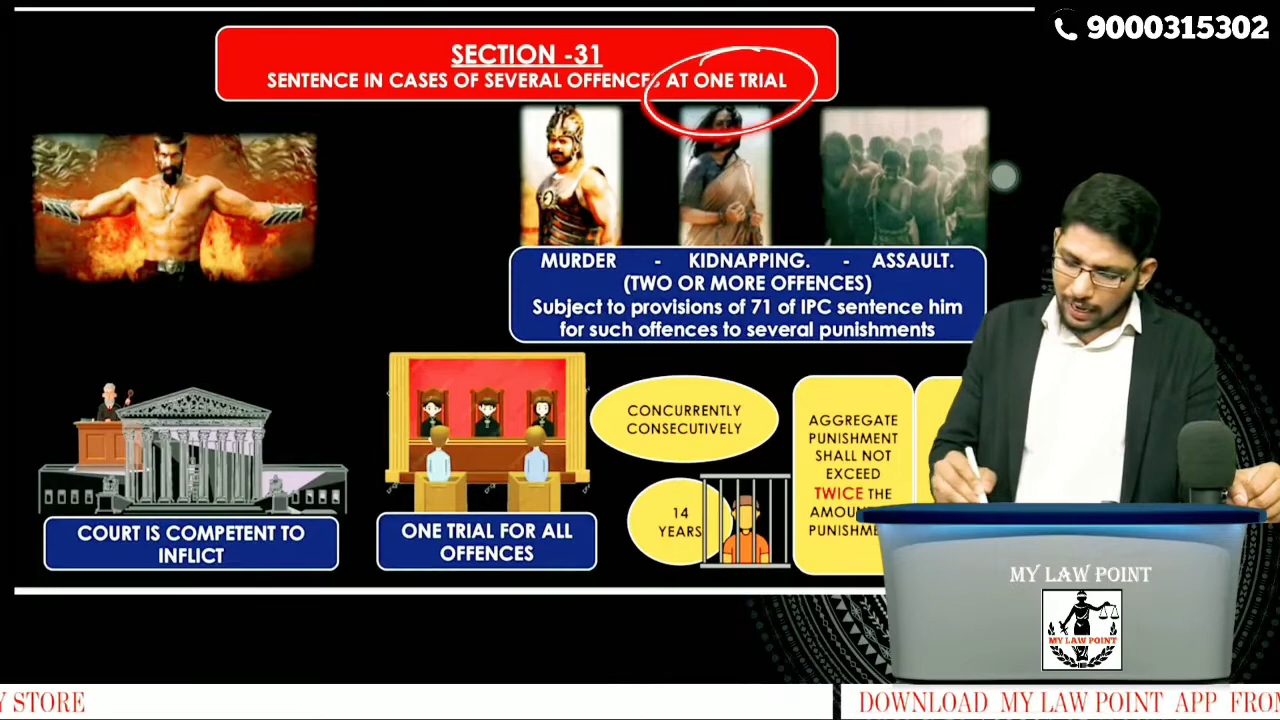 9000315302
SECTION -31
SENTENCE IN CASES OF SEVERAL OFFENCES AT ONE TRIAL
MURDER - KIDNAPPING. - ASSAULT.
(TWO OR MORE OFFENCES)
Subject to provisions of 71 of IPC sentence him
for such offences to several punishments
CONCURRENTLY
CONSECUTIVELY
14
YEARS
AGGREGATE
PUNISHMENT
SHALL NOT
EXCEED
TWICE THE
AMOUN
PUNISHME
COURT IS COMPETENT TO
INFLICT
ONE TRIAL FOR ALL
OFFENCES
MY LAW POINT
MY LAW POINT
Y STORE
DOWNLOAD MY LAW POINT APP FROM